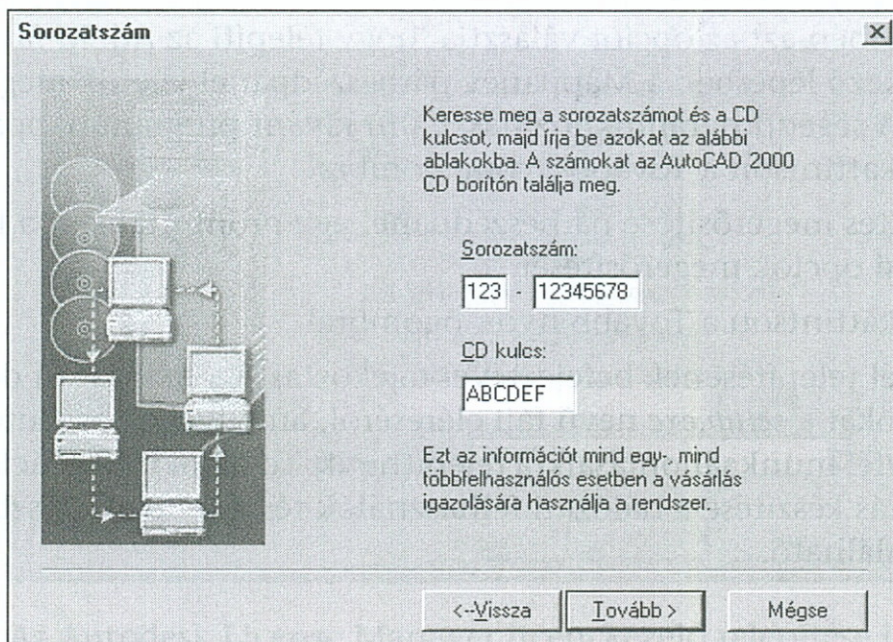 Sorozatszám
Keresse meg a sorozatszámot és a CD
kulcsot, majd írja be azokat az alábbi
ablakokba. A számokat az AutoCAD 2000
CD borítón találja meg.
Sorozatszám:
123 - 12345678
CD kulcs:
ABCDEF
Ezt az információt mind egy-, mind
többfelhasználós esetben a vásárlás
igazolására használja a rendszer.
<--Vissza
Tovább >
Mégse